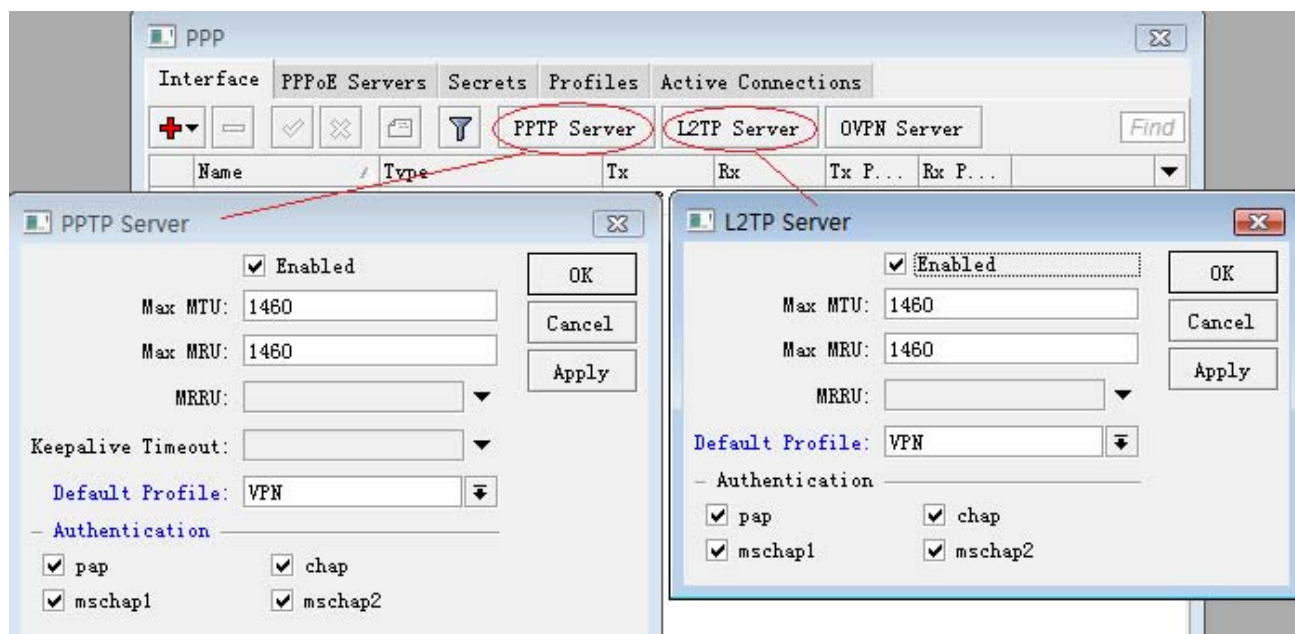 PPP
Interface PPPoE Servers Secrets Profiles Active Connections
PPTP Server L2TP Server OVPN Server Find
Name Type Tx Rx Tx P... Rx P...
PPTP Server
Enabled
OK
Max MTU: 1460
Cancel
Max MRU: 1460
Apply
MRRU:
Keepalive Timeout:
Default Profile: VPN
Authentication
pap chap
mschap1 mschap2
L2TP Server
Enabled
OK
Max MTU: 1460
Cancel
Max MRU: 1460
Apply
MRRU:
Default Profile: VPN
Authentication
pap chap
mschap1 mschap2